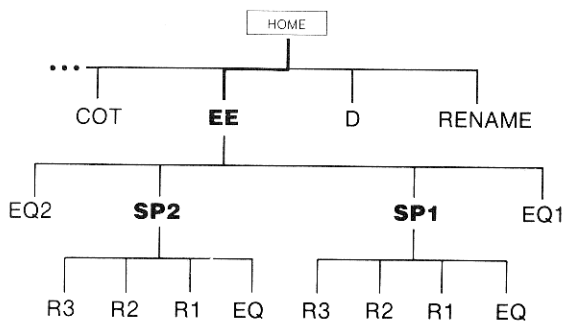 HOME
••• COT EE D RENAME
EQ2 SP2 SP1 EQ1
R3 R2 R1 EQ R3 R2 R1 EQ